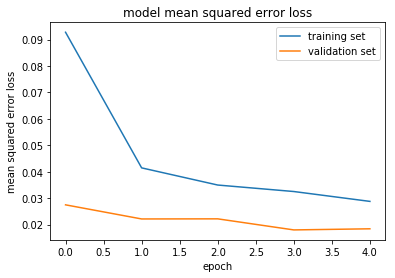 model mean squared error loss
training set
validation set
mean squared error loss
0.09
0.08
0.07
0.06
0.05
0.04
0.03
0.02
0.0 0.5 1.0 1.5 2.0 2.5 3.0 3.5 4.0
epoch